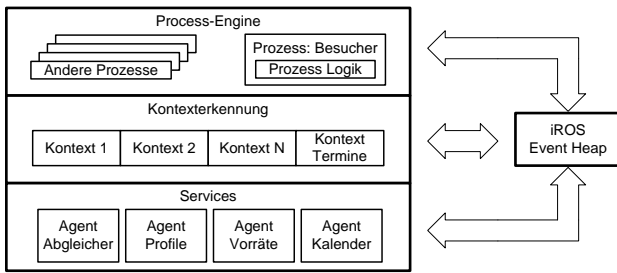 Process-Engine
Andere Prozesse
Prozess: Besucher
Prozess Logik
Kontexterkennung
Kontext 1
Kontext 2
Kontext N
Kontext
Termine
iROS
Event Heap
Services
Agent
Abgleicher
Agent
Profile
Agent
Vorräte
Agent
Kalender